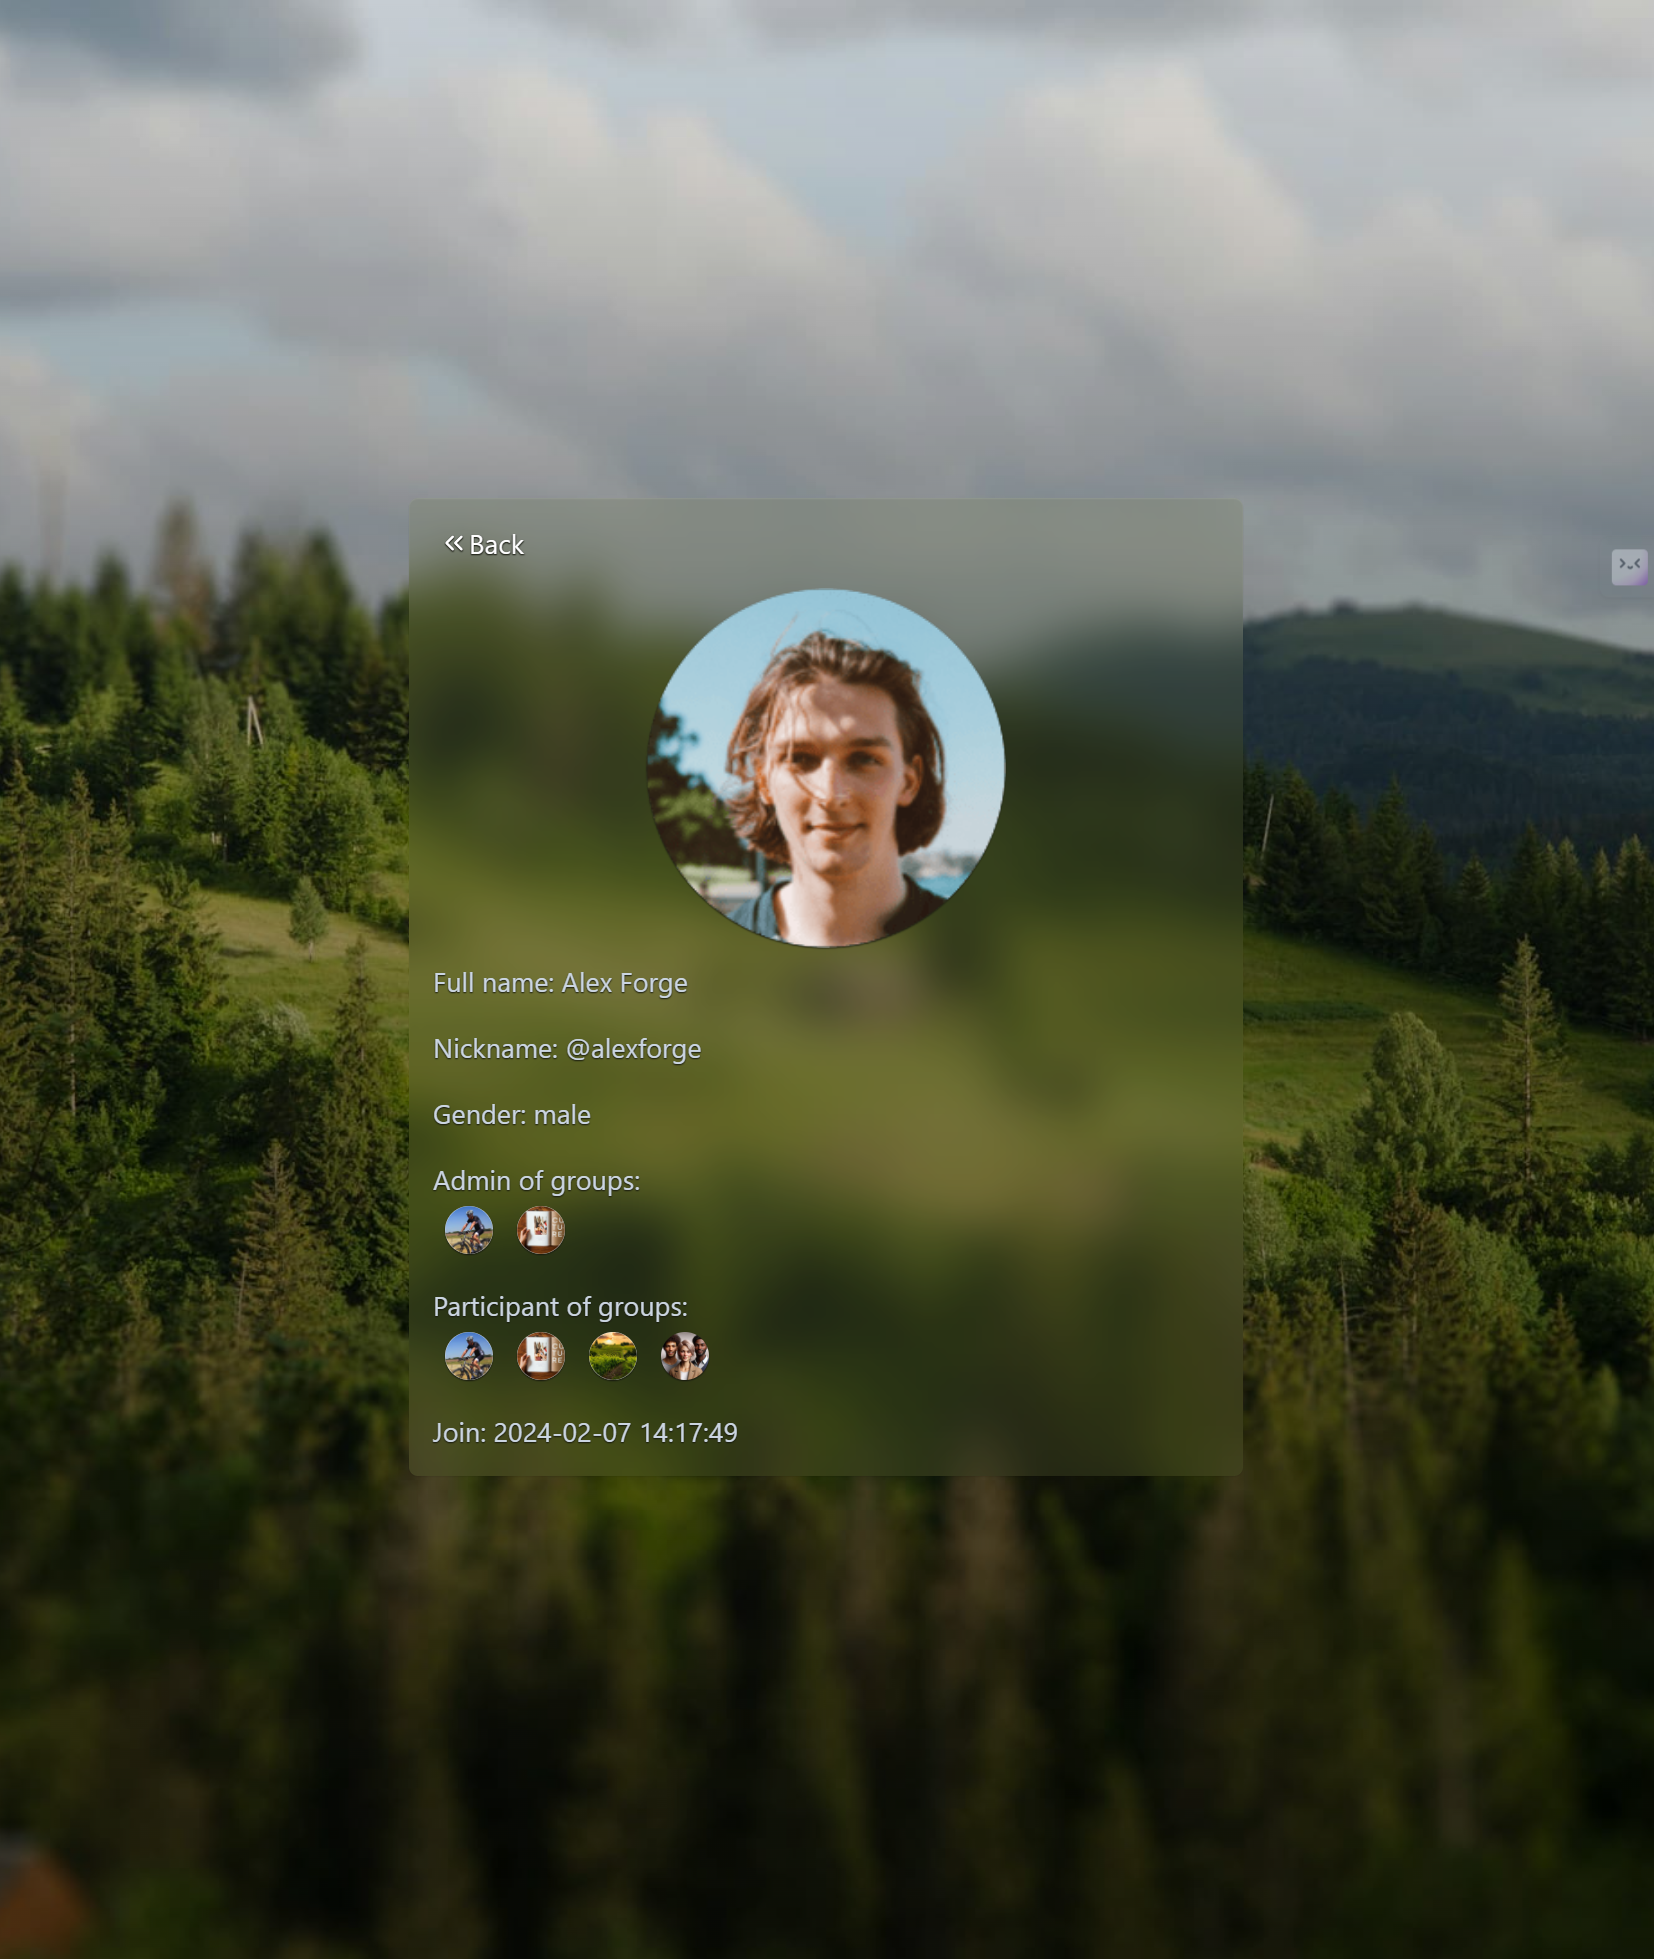 Back
Full name: Alex Forge
Nickname: @alexforge
Gender: male
Admin of groups:
Participant of groups:
Join: 2024-02-07 14:17:49